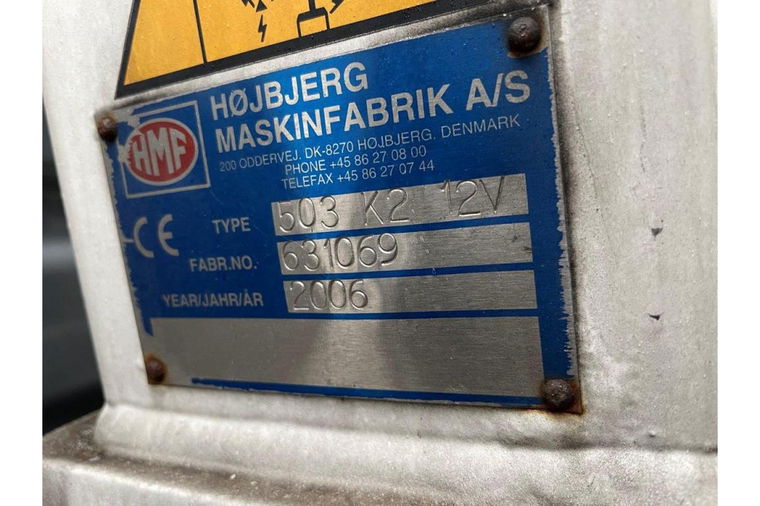 HØJBJERG
MASKINFABRIK A/S
200 ODDERVEJ. DK-8270 HØJBJERG. DENMARK
PHONE +45 86 27 08 00
TELEFAX +45 86 27 07 44
HMF
CE
TYPE 503 K2 12V
FABR.NO. 631069
YEAR/JAHR/ÅR 2006